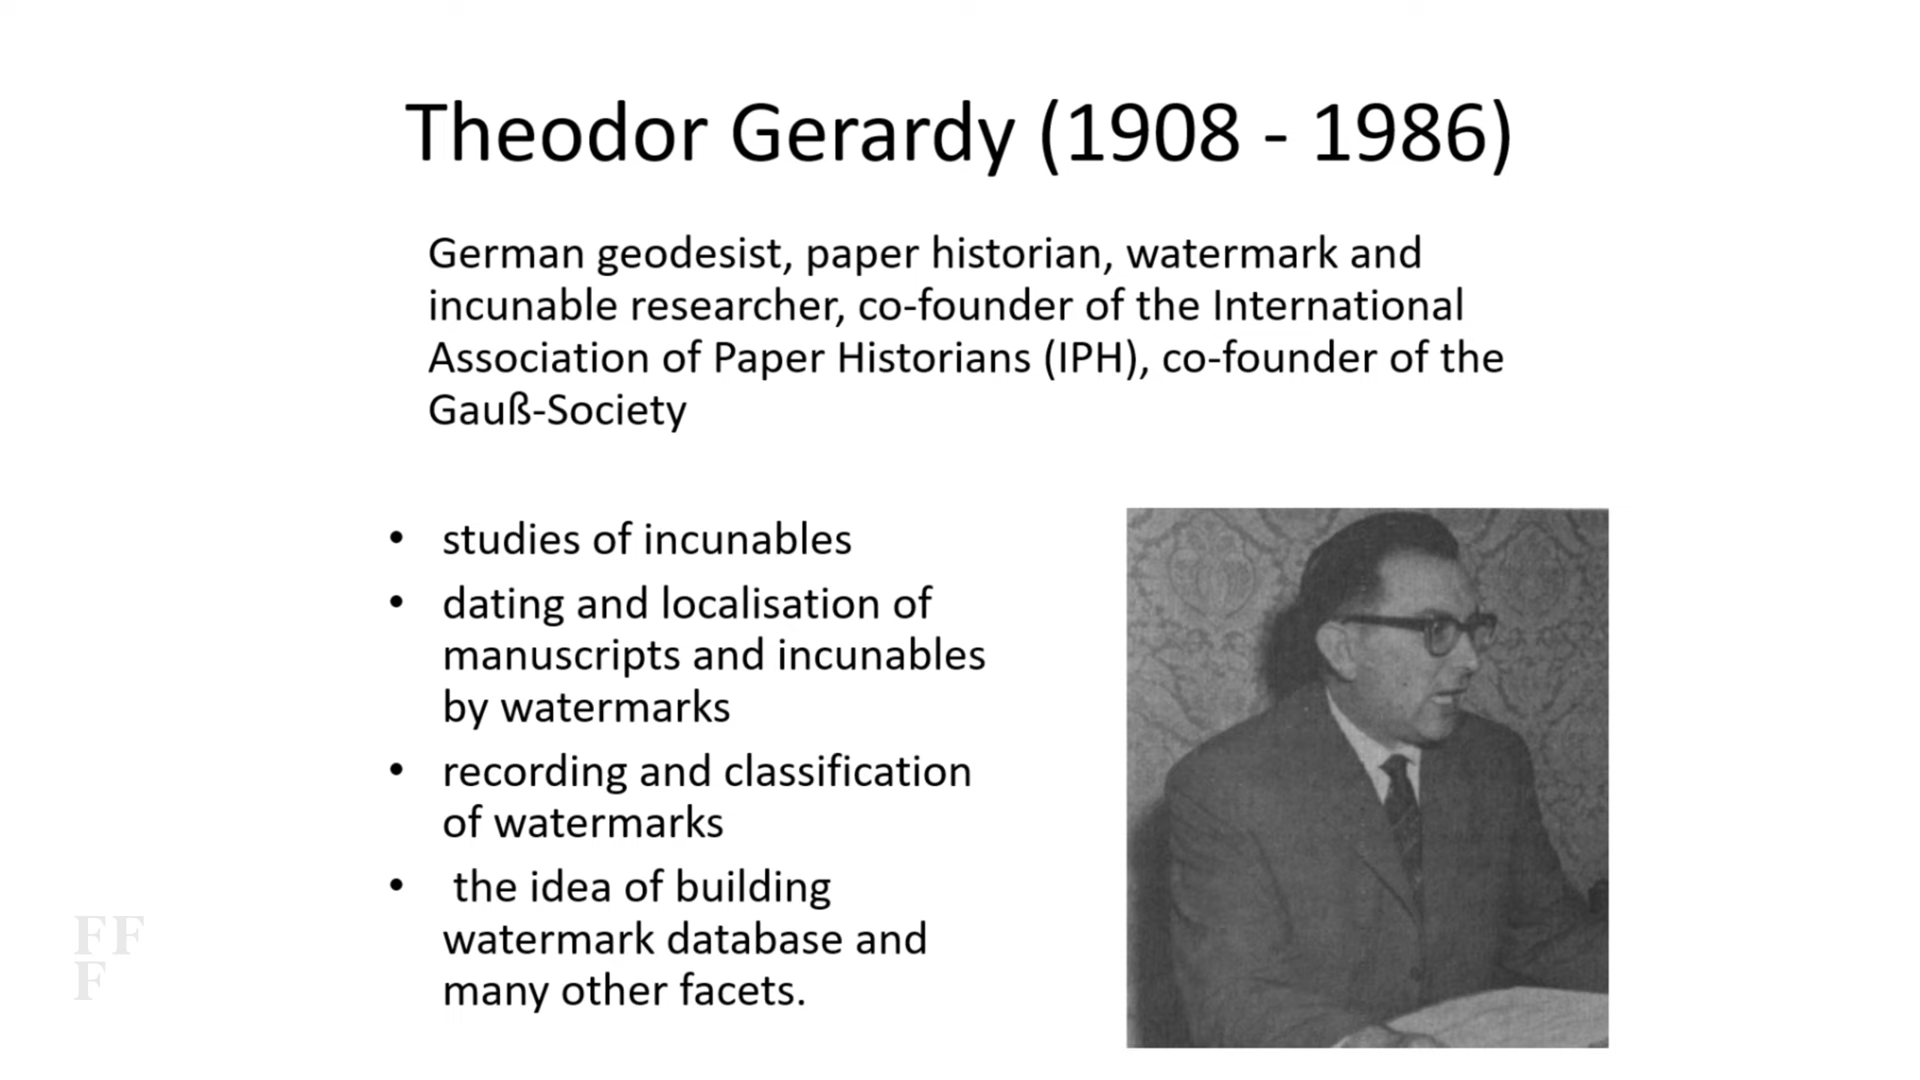 Theodor Gerardy (1908 - 1986)
German geodesist, paper historian, watermark and
incunable researcher, co-founder of the International
Association of Paper Historians (IPH), co-founder of the
Gauß-Society
• studies of incunables
• dating and localisation of
manuscripts and incunables
by watermarks
• recording and classification
of watermarks
• the idea of building
watermark database and
many other facets.
FF
F